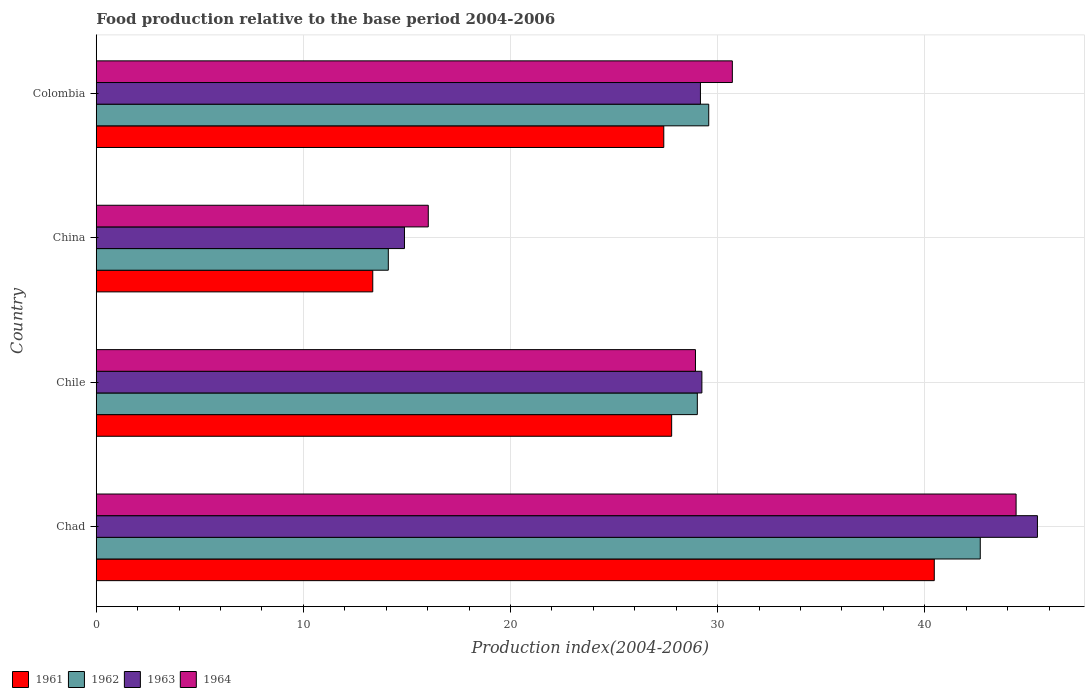 Food production relative to the base period 2004-2006
Colombia
China
Chile
Chad
Country
0
10
20
30
40
Production index(2004-2006)
1961
1962
1963
1964